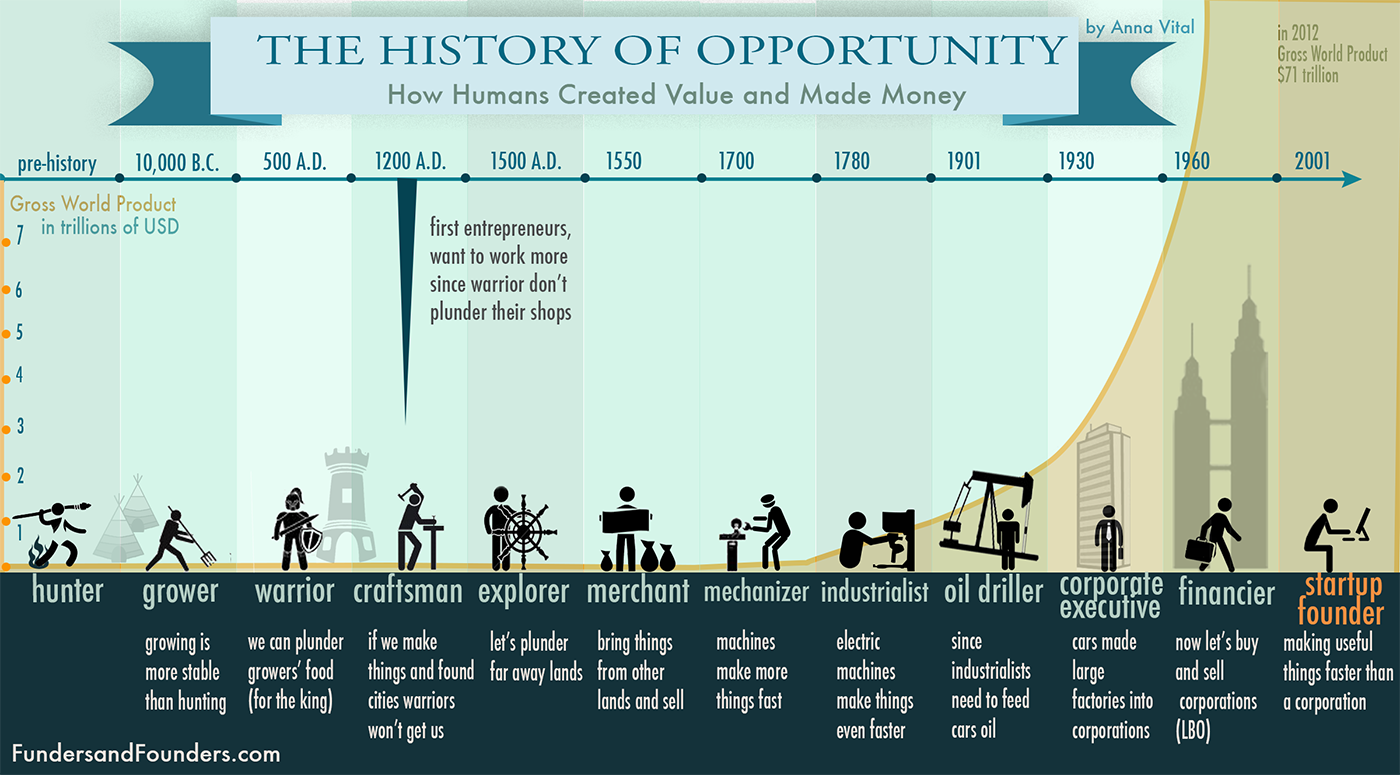 THE HISTORY OF OPPORTUNITY
by Anna Vital
How Humans Created Value and Made Money
in 2012
Gross World Product
$71 trillion
pre-history
10,000 B.C.
500 A.D.
1200 A.D.
1500 A.D.
1550
1700
1780
1901
1930
1960
2001
Gross World Product
in trillions of USD
7
6
5
4
3
2
1
first entrepreneurs,
want to work more
since warrior don't
plunder their shops
hunter
grower
growing is
more stable
than hunting
warrior
we can plunder
growers' food
(for the king)
craftsman
if we make
things and found
cities warriors
won't get us
explorer
let's plunder
far away lands
merchant
bring things
from other
lands and sell
mechanizer
machines
make more
things fast
industrialist
electric
machines
make things
even faster
oil driller
since
industrialists
need to feed
cars oil
corporate
executive
cars made
large
factories into
corporations
financier
now let's buy
and sell
corporations
(LBO)
startup
founder
making useful
things faster than
a corporation
FundersandFounders.com